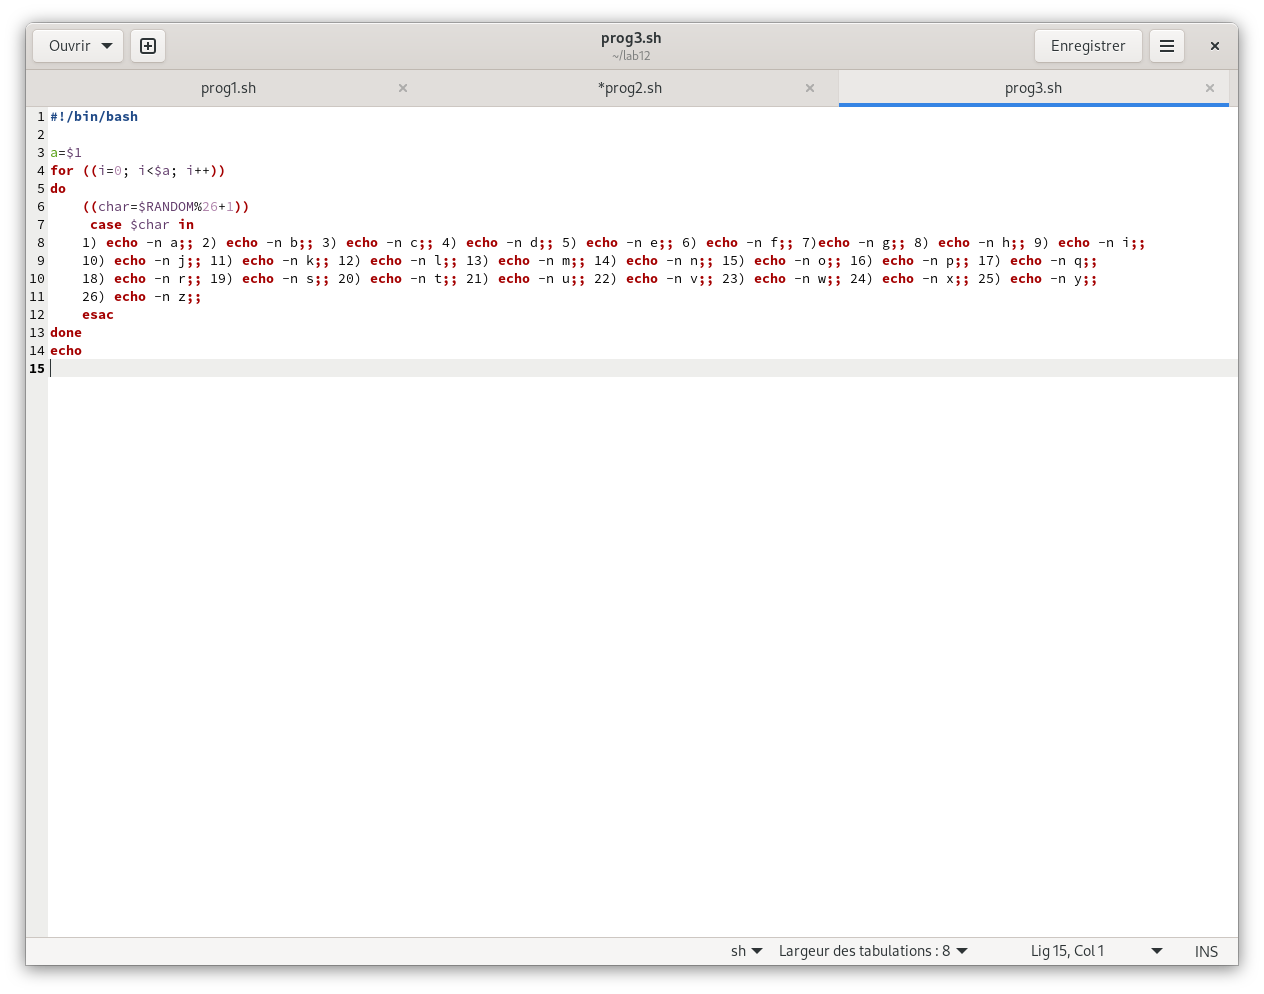 Ouvrir
prog3.sh
~/lab12
Enregistrer
prog1.sh
*prog2.sh
prog3.sh
1 #!/bin/bash
2
3 a=$1
4 for ((i=0; i<$a; i++))
5 do
6     ((char=$RANDOM%26+1))
7      case $char in
8     1) echo -n a;; 2) echo -n b;; 3) echo -n c;; 4) echo -n d;; 5) echo -n e;; 6) echo -n f;; 7)echo -n g;; 8) echo -n h;; 9) echo -n i;;
9     10) echo -n j;; 11) echo -n k;; 12) echo -n l;; 13) echo -n m;; 14) echo -n n;; 15) echo -n o;; 16) echo -n p;; 17) echo -n q;;
10     18) echo -n r;; 19) echo -n s;; 20) echo -n t;; 21) echo -n u;; 22) echo -n v;; 23) echo -n w;; 24) echo -n x;; 25) echo -n y;;
11     26) echo -n z;;
12     esac
13 done
14 echo
15
sh
Largeur des tabulations : 8
Lig 15, Col 1
INS